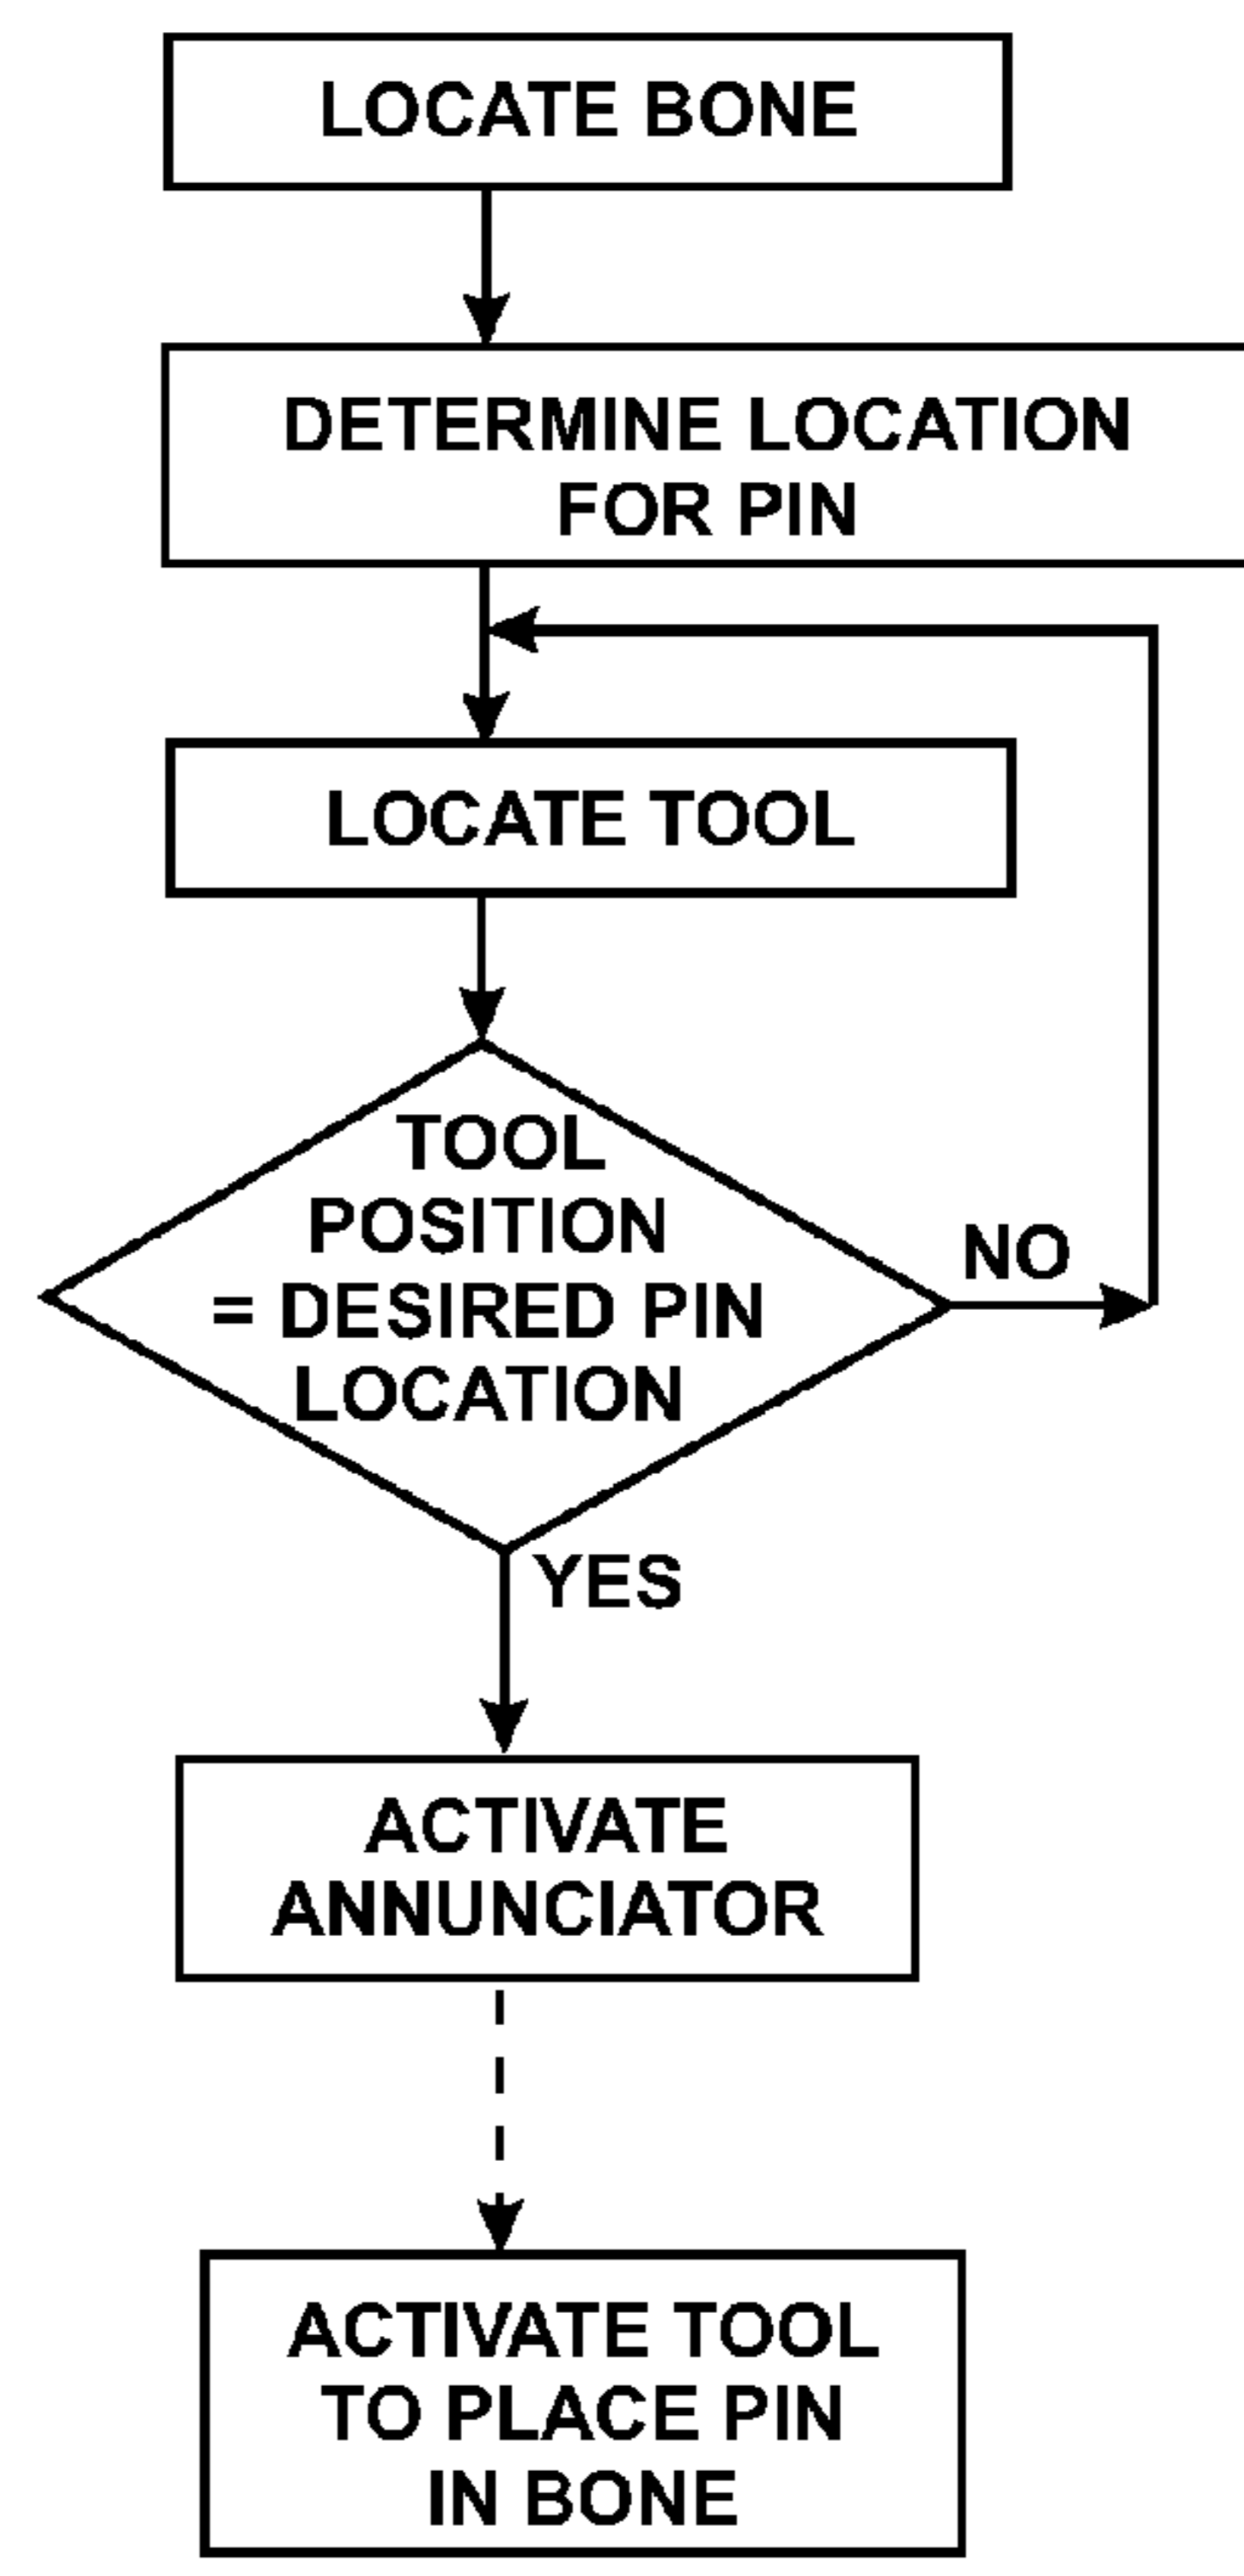 LOCATE BONE
DETERMINE LOCATION
FOR PIN
LOCATE TOOL
TOOL
POSITION
= DESIRED PIN
LOCATION
NO
YES
ACTIVATE
ANNUNCIATOR
ACTIVATE TOOL
TO PLACE PIN
IN BONE